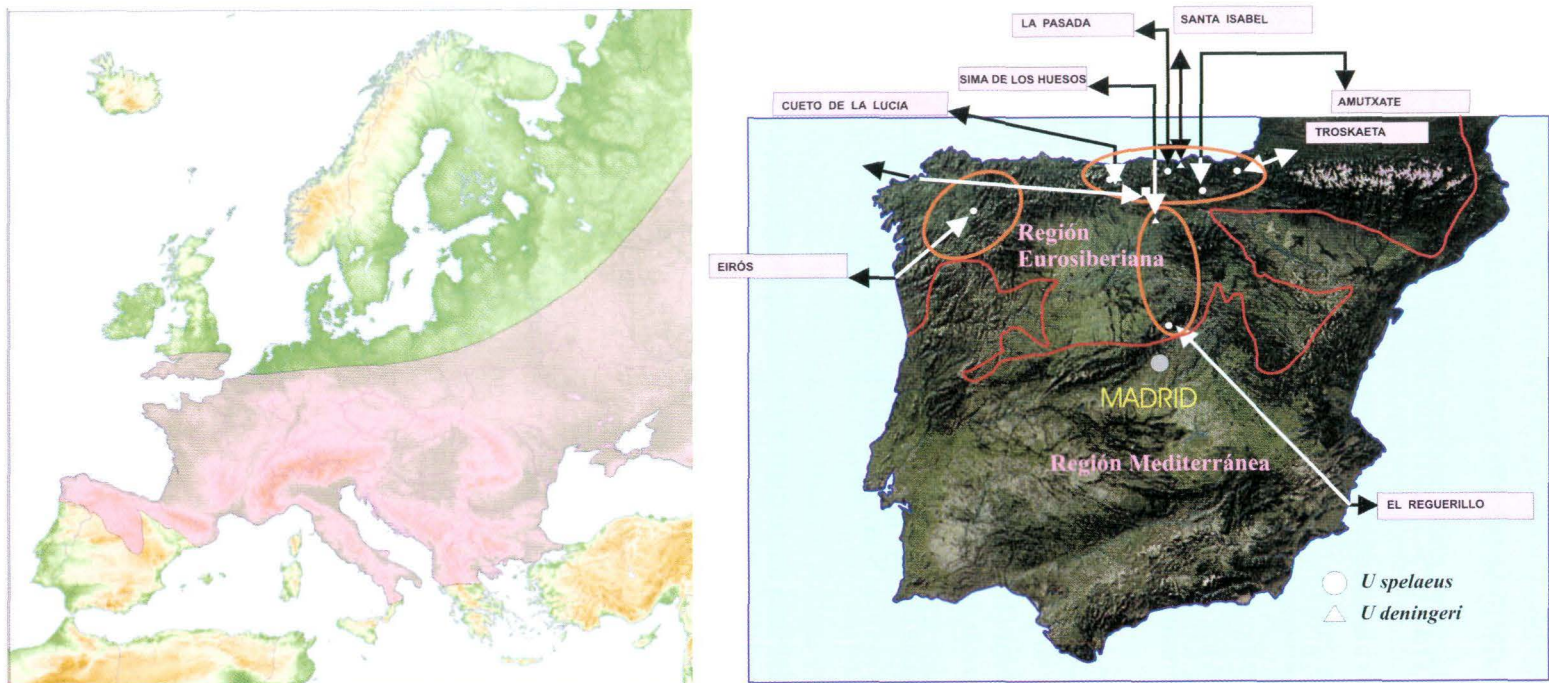 LA PASADA
SANTA ISABEL
SIMA DE LOS HUESOS
CUETO DE LA LUCIA
AMUTXATE
TROSKAETA
Región
Eurosiberiana
EIRÓS
MADRID
Región Mediterránea
EL REGUERILLO
U spelaeus
U deningeri